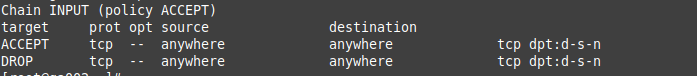 Chain INPUT (policy ACCEPT)
target prot opt source destination
ACCEPT tcp -- anywhere anywhere tcp dpt:d-s-n
DROP tcp -- anywhere anywhere tcp dpt:d-s-n